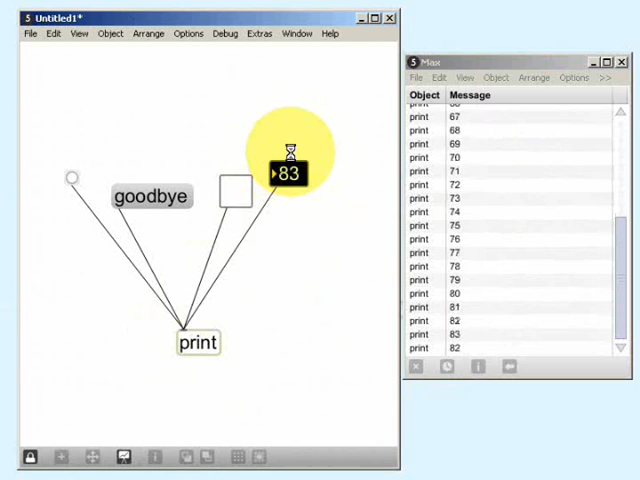 5 Untitled1*
File Edit View Object Arrange Options Debug Extras Window Help
goodbye
83
print
5 Max
File Edit View Object Arrange Options >>
Object Message
print
print 67
print 68
print 69
print 70
print 71
print 72
print 73
print 74
print 75
print 76
print 77
print 78
print 79
print 80
print 81
print 82
print 83
print 82